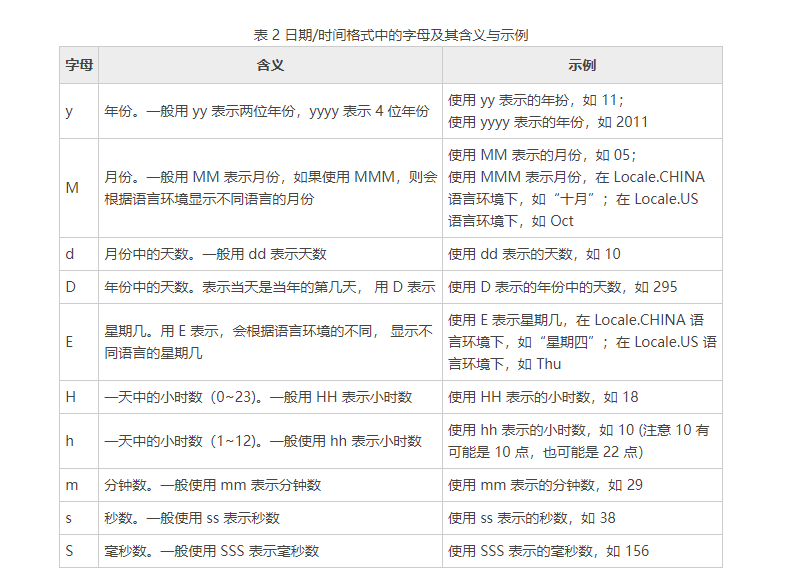 表 2 日期/时间格式中的字母及其含义与示例
字母 含义 示例
y 年份。一般用 yy 表示两位年份，yyyy 表示 4 位年份 使用 yy 表示的年扮，如 11；
使用 yyyy 表示的年份，如 2011
M 月份。一般用 MM 表示月份，如果使用 MMM，则会
根据语言环境显示不同语言的月份
使用 MM 表示的月份，如 05；
使用 MMM 表示月份，在 Locale.CHINA
语言环境下，如“十月”；在 Locale.US
语言环境下，如 Oct
d 月份中的天数。一般用 dd 表示天数 使用 dd 表示的天数，如 10
D 年份中的天数。表示当天是当年的第几天， 用 D 表示 使用 D 表示的年份中的天数，如 295
E 星期几。用 E 表示，会根据语言环境的不同， 显示不
同语言的星期几
使用 E 表示星期几，在 Locale.CHINA 语
言环境下，如“星期四”；在 Locale.US 语
言环境下，如 Thu
H 一天中的小时数（0~23)。一般用 HH 表示小时数 使用 HH 表示的小时数，如 18
h 一天中的小时数（1~12)。一般使用 hh 表示小时数 使用 hh 表示的小时数，如 10 (注意 10 有
可能是 10 点，也可能是 22 点）
m 分钟数。一般使用 mm 表示分钟数 使用 mm 表示的分钟数，如 29
s 秒数。一般使用 ss 表示秒数 使用 ss 表示的秒数，如 38
S 毫秒数。一般使用 SSS 表示毫秒数 使用 SSS 表示的毫秒数，如 156